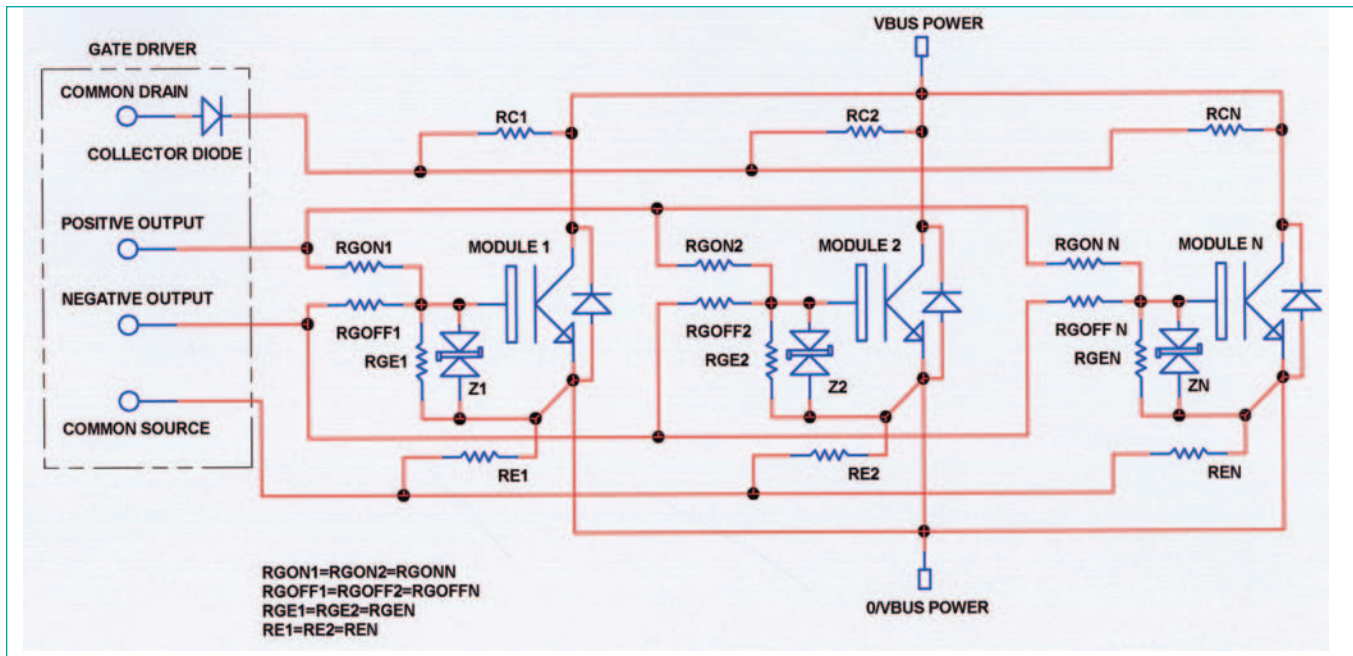 VBUS POWER
GATE DRIVER
COMMON DRAIN
RC1
RC2
RCN
COLLECTOR DIODE
POSITIVE OUTPUT
RGON1
MODULE 1
RGON2
MODULE 2
RGON N
MODULE N
NEGATIVE OUTPUT
RGOFF1
RGOFF2
RGOFF N
RGE1
RGE2
RGEN
Z1
Z2
ZN
COMMON SOURCE
RE1
RE2
REN
RGON1=RGON2=RGONN
RGOFF1=RGOFF2=RGOFFN
RGE1=RGE2=RGEN
RE1=RE2=REN
0/VBUS POWER